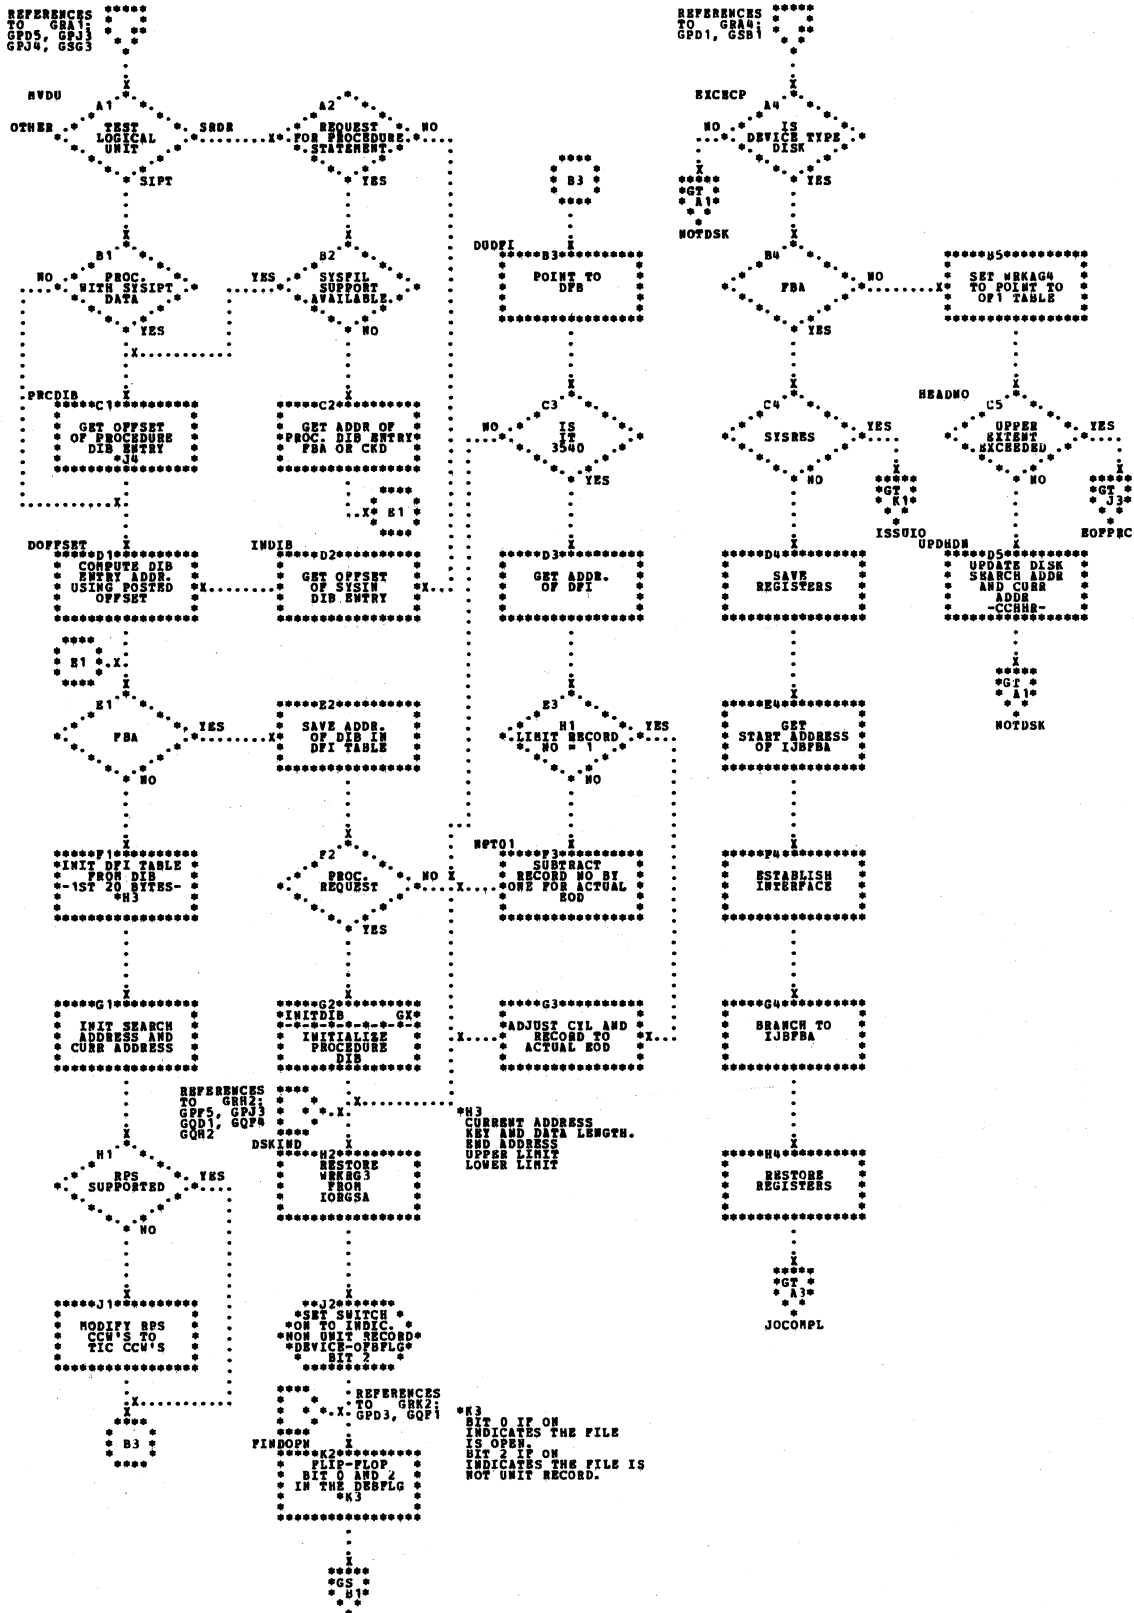 REFERENCES
TO GRA1:
GPD5, GPJ3
GPJ4, GSG3
MVDU
A1
OTHER
TEST
LOGICAL
UNIT
SRDR
SIPT
A2
REQUEST
FOR PROCEDURE
STATEMENT.
NO
YES
B1
NO
PROC.
WITH SYSIPT
DATA
YES
B2
YES
SYSFIL
SUPPORT
AVAILABLE.
NO
PRCDIB
C1
GET OFFSET
OF PROCEDURE
DIB ENTRY
*J4
C2
GET ADDR OF
PROC. DIB ENTRY
FBA OR CKD
E1
DOFFSET
D1
COMPUTE DIB
ENTRY ADDR.
USING POSTED
OFFSET
INDIB
D2
GET OFFSET
OF SYSIN
DIB ENTRY
E1
E1
FBA
YES
NO
E2
SAVE ADDR.
OF DIB IN
DFI TABLE
F1
INIT DFI TABLE
FROM DIB
-1ST 20 BYTES-
*H3
F2
PROC.
REQUEST
NO
YES
G1
INIT SEARCH
ADDRESS AND
CURR ADDRESS
G2
INITDIB GX
INITIALIZE
PROCEDURE
DIB
REFERENCES
TO GRH2:
GPF5, GPJ3
GQD1, GQF4
GQH2
H1
RPS
SUPPORTED
YES
NO
DSKIND
H2
RESTORE
WRKRG3
FROM
IORGSA
J1
MODIFY RPS
CCW'S TO
TIC CCW'S
J2
SET SWITCH
ON TO INDIC.
NON UNIT RECORD
DEVICE-OPBFLG
BIT 2
B3
REFERENCES
TO GRK2:
GPD3, GQF1
FINDOPN
K2
FLIP-FLOP
BIT 0 AND 2
IN THE DEBFLG
*K3
GS
B1
B3
DUDFI
B3
POINT TO
DFB
C3
NO
IS
IT
3540
YES
D3
GET ADDR.
OF DFI
E3
H1
LIMIT RECORD
NO = 1
YES
NO
NPTO1
F3
SUBTRACT
RECORD NO BY
ONE FOR ACTUAL
EOD
G3
ADJUST CYL AND
RECORD TO
ACTUAL EOD
*H3
CURRENT ADDRESS
KEY AND DATA LENGTH.
END ADDRESS
UPPER LIMIT
LOWER LIMIT
*K3
BIT 0 IF ON
INDICATES THE FILE
IS OPEN.
BIT 2 IF ON
INDICATES THE FILE IS
NOT UNIT RECORD.
REFERENCES
TO GRA4:
GPD1, GSB1
EXCECP
A4
NO
IS
DEVICE TYPE
DISK
YES
GT
A1
NOTDSK
B4
FBA
NO
YES
B5
SET WRKAG4
TO POINT TO
OF1 TABLE
C4
SYSRES
YES
NO
GT
K1
ISSUIO
HEADNO
C5
UPPER
EXTENT
EXCEEDED
YES
NO
GT
J3
EOFPRC
D4
SAVE
REGISTERS
UPDHDN
D5
UPDATE DISK
SEARCH ADDR
AND CURR
ADDR
-CCHHR-
GT
A1
NOTDSK
E4
GET
START ADDRESS
OF IJBFBA
F4
ESTABLISH
INTERFACE
G4
BRANCH TO
IJBFBA
H4
RESTORE
REGISTERS
GT
A3
JOCOMPL